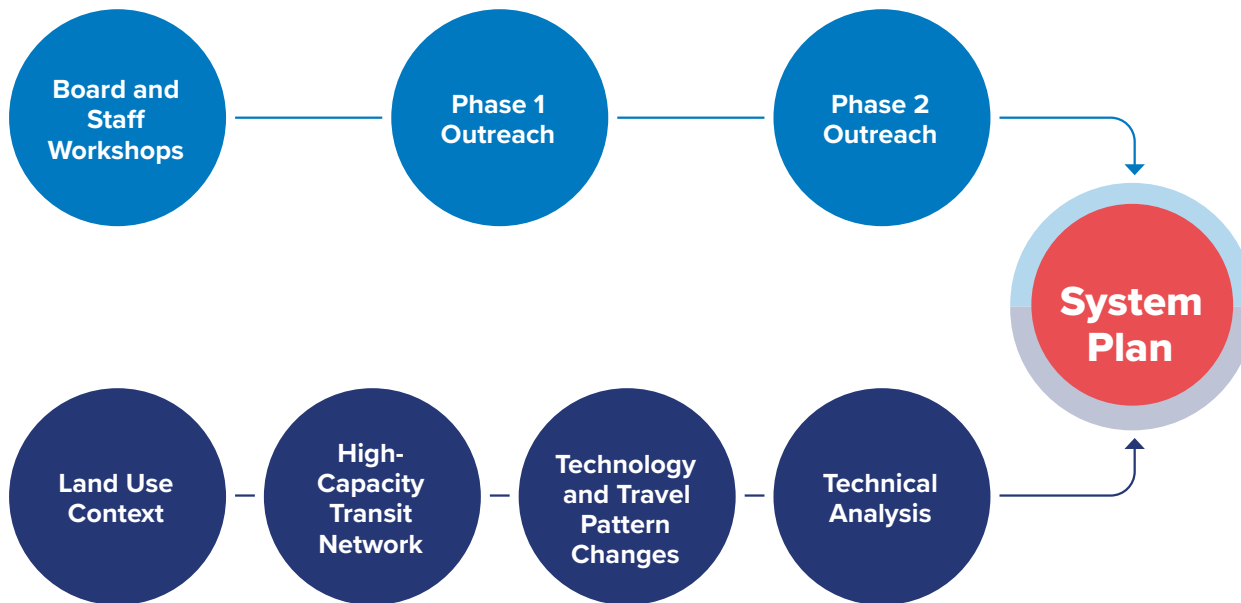 Board and
Staff
Workshops
Phase 1
Outreach
Phase 2
Outreach
System
Plan
Land Use
Context
High-
Capacity
Transit
Network
Technology
and Travel
Pattern
Changes
Technical
Analysis